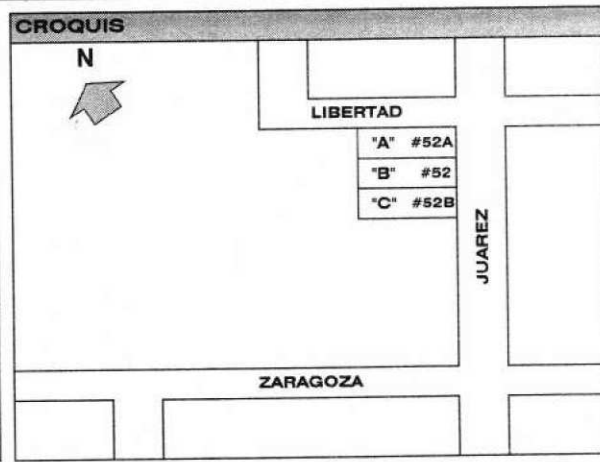 CROQUIS
N
LIBERTAD
"A" #52A
"B" #52
"C" #52B
JUAREZ
ZARAGOZA